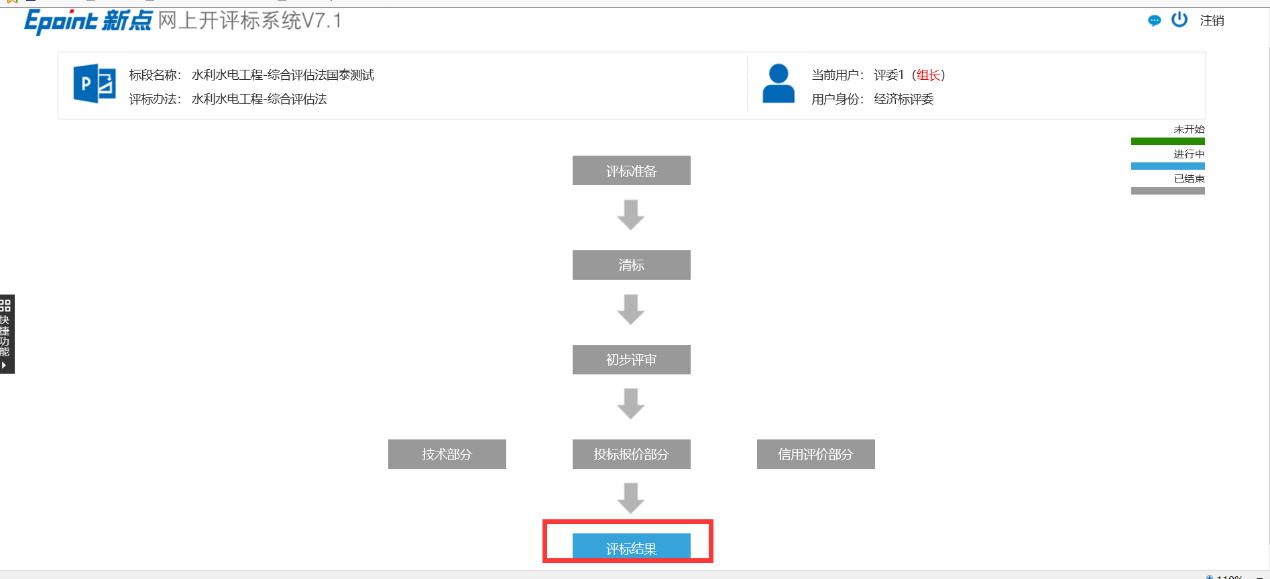 Epoint 新点 网上开评标系统V7.1
注销
标段名称： 水利水电工程-综合评估法国泰测试
评标办法： 水利水电工程-综合评估法
当前用户： 评委1（组长）
用户身份： 经济标评委
未开始
进行中
已结束
评标准备
清标
初步评审
技术部分 投标报价部分 信用评价部分
评标结果
快捷功能
110%